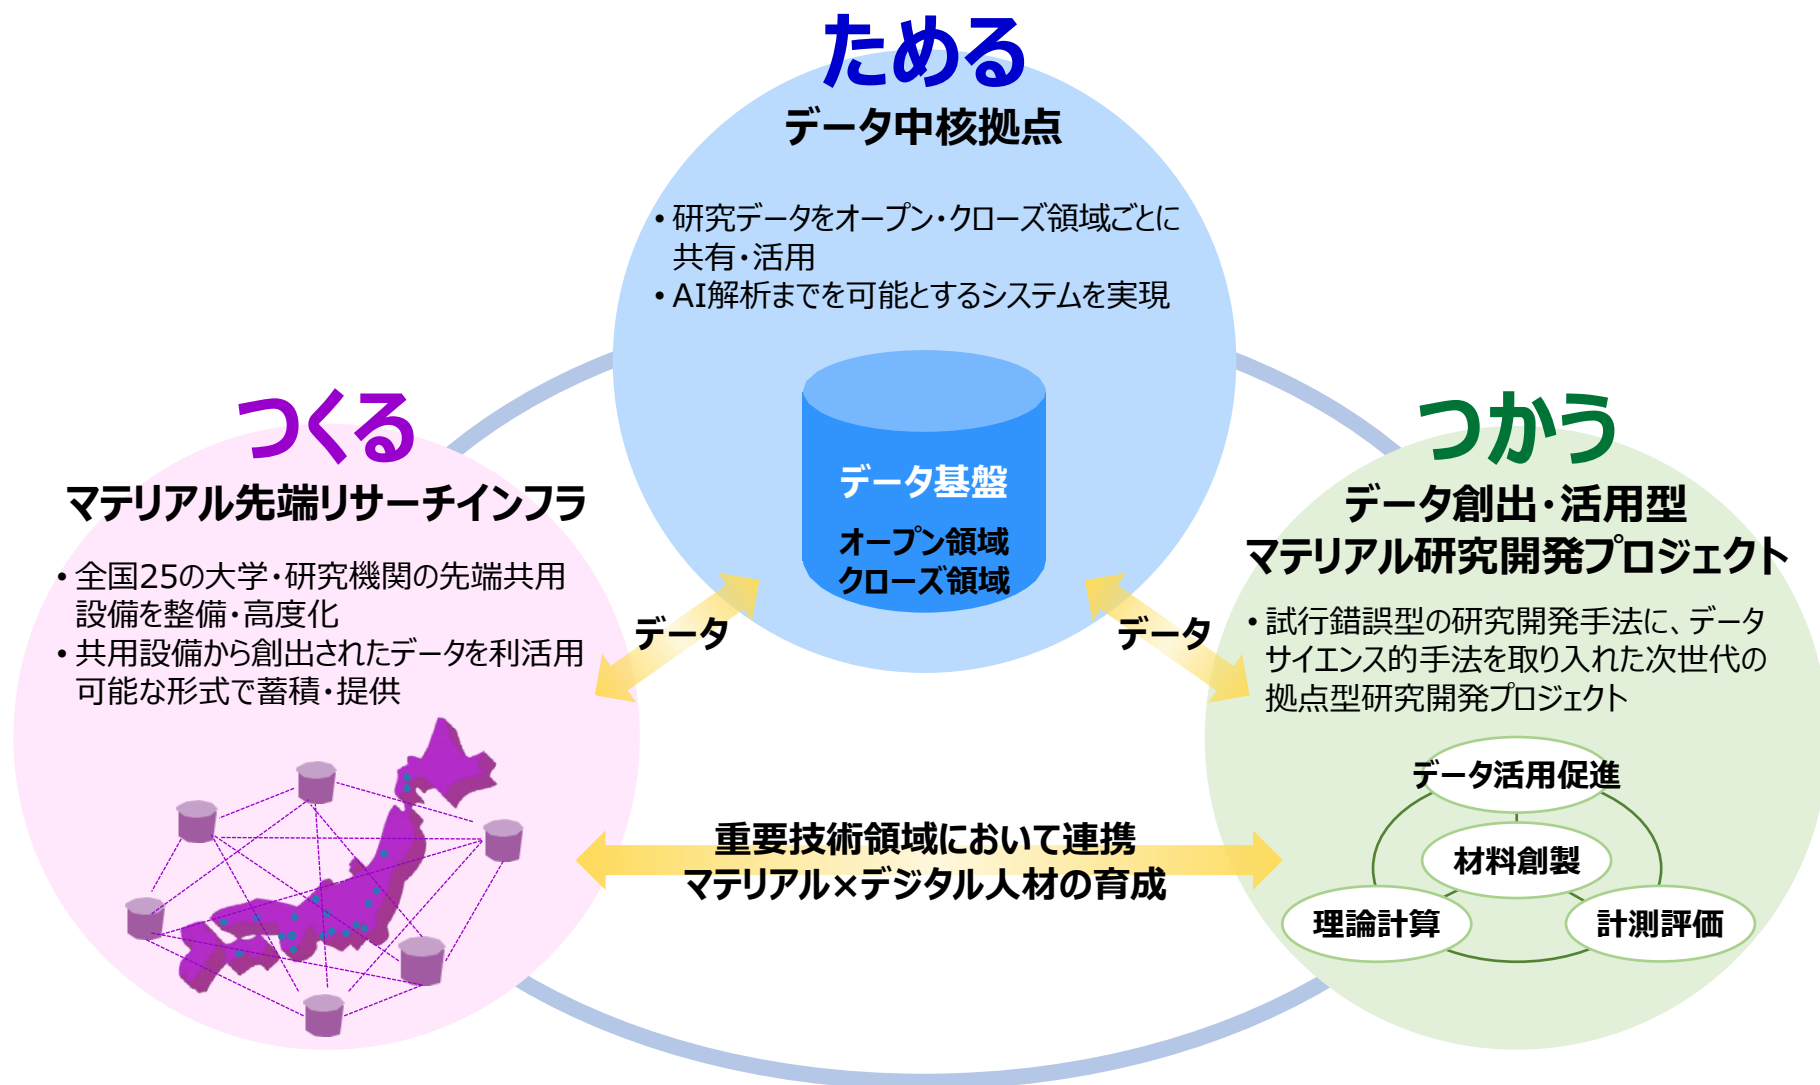 ためる
データ中核拠点
• 研究データをオープン・クローズ領域ごとに
共有・活用
• AI解析までを可能とするシステムを実現
データ基盤
オープン領域
クローズ領域
つくる
マテリアル先端リサーチインフラ
• 全国25の大学・研究機関の先端共用
設備を整備・高度化
• 共用設備から創出されたデータを利活用
可能な形式で蓄積・提供
データ
データ
つかう
データ創出・活用型
マテリアル研究開発プロジェクト
• 試行錯誤型の研究開発手法に、データ
サイエンス的手法を取り入れた次世代の
拠点型研究開発プロジェクト
データ活用促進
材料創製
理論計算
計測評価
重要技術領域において連携
マテリアル×デジタル人材の育成